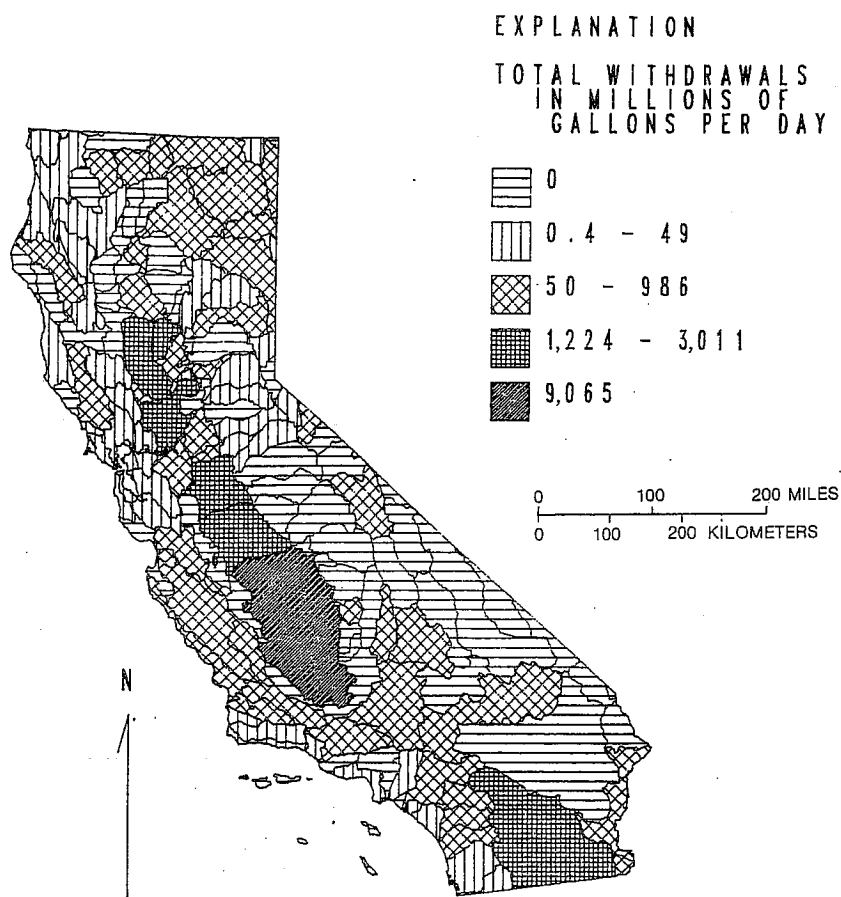 EXPLANATION
TOTAL WITHDRAWALS
IN MILLIONS OF
GALLONS PER DAY
0
0.4 - 49
50 - 986
1,224 - 3,011
9,065
0 100 200 MILES
0 100 200 KILOMETERS
N